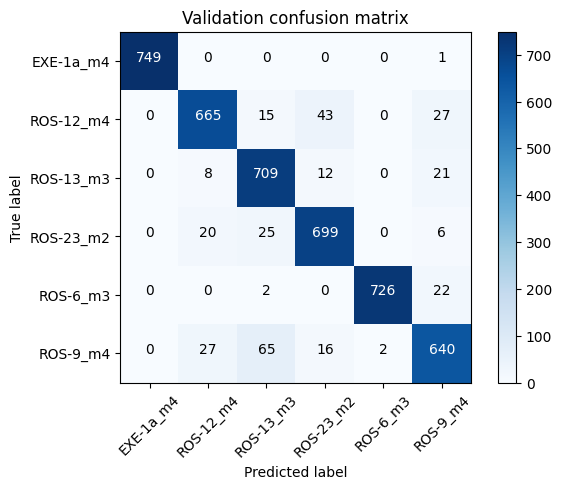 Validation confusion matrix
True label
EXE-1a_m4 749 0 0 0 0 1
ROS-12_m4 0 665 15 43 0 27
ROS-13_m3 0 8 709 12 0 21
ROS-23_m2 0 20 25 699 0 6
ROS-6_m3 0 0 2 0 726 22
ROS-9_m4 0 27 65 16 2 640
EXE-1a_m4 ROS-12_m4 ROS-13_m3 ROS-23_m2 ROS-6_m3 ROS-9_m4
Predicted label
700
600
500
400
300
200
100
0